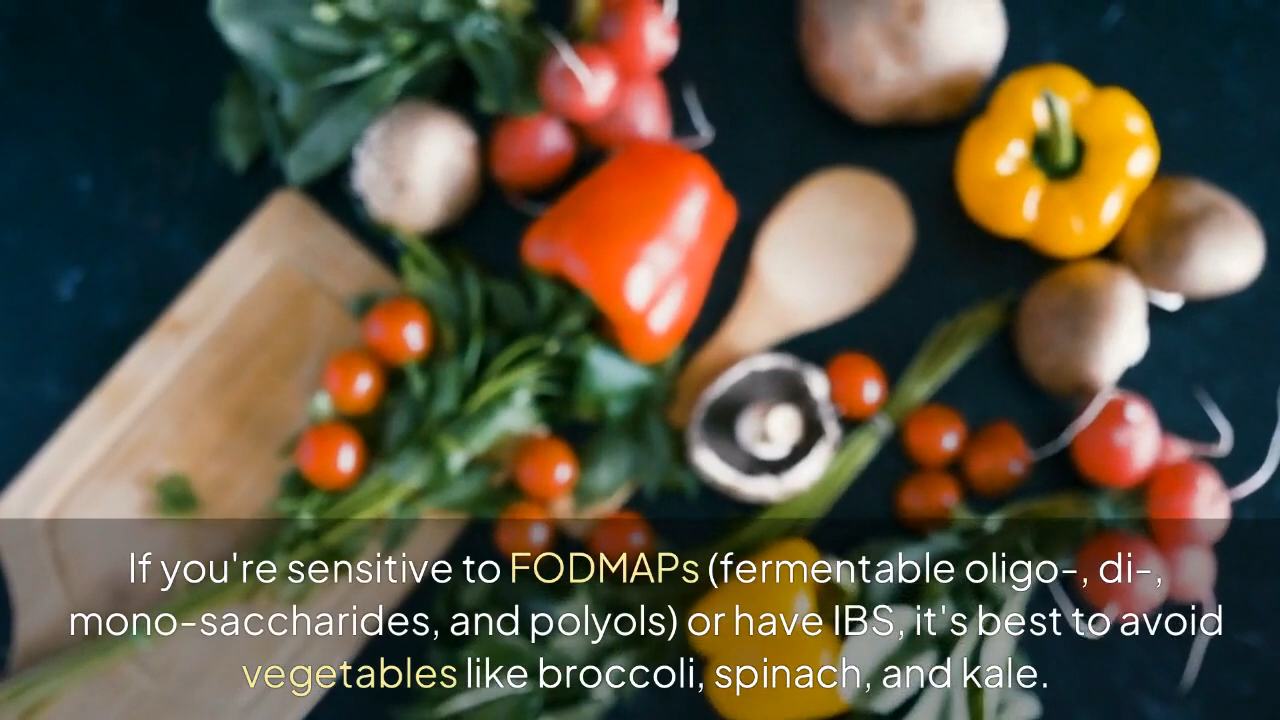 If you're sensitive to FODMAPs (fermentable oligo-, di-,
mono-saccharides, and polyols) or have IBS, it's best to avoid
vegetables like broccoli, spinach, and kale.